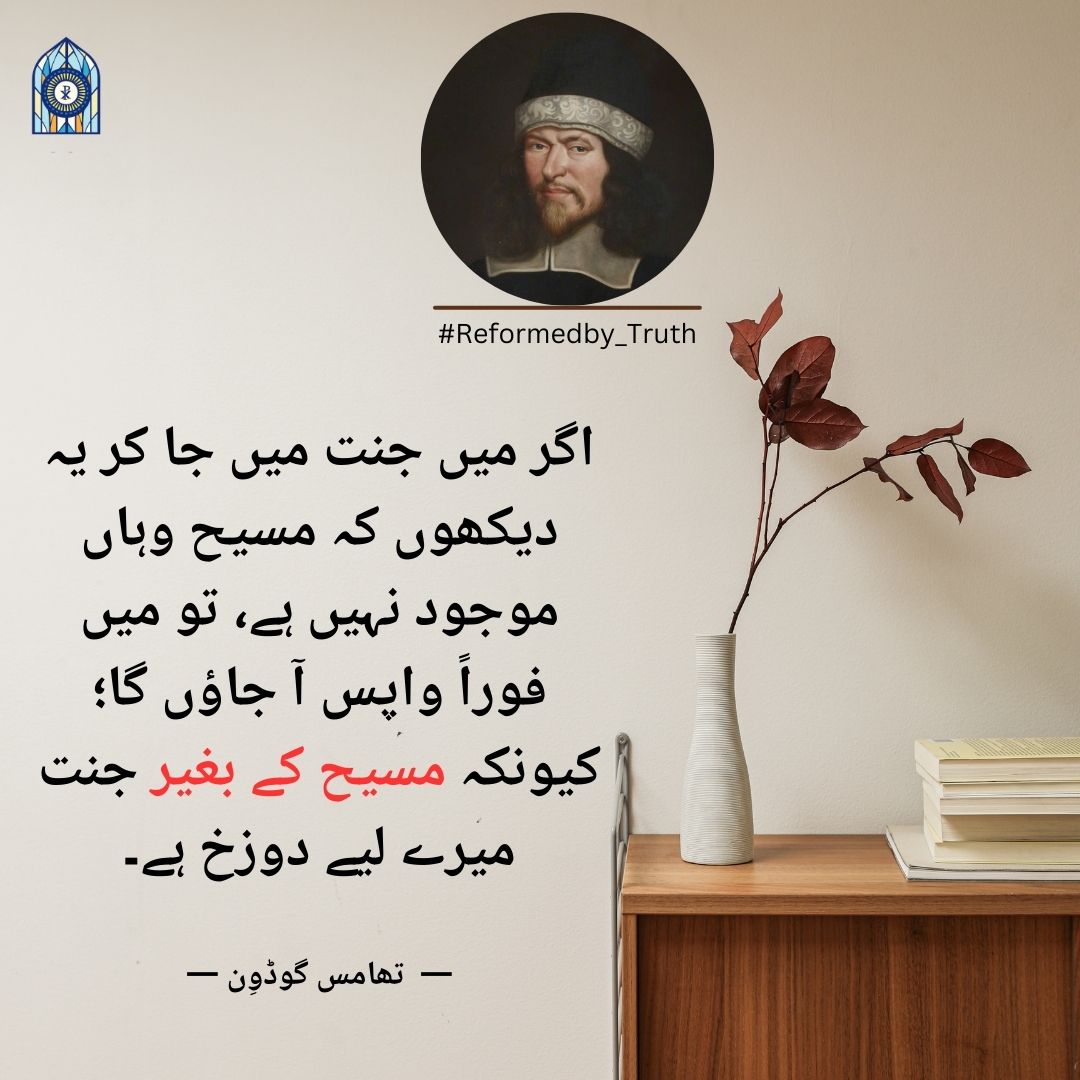 #Reformedby_Truth
اگر میں جنت میں جا کر یہ
دیکھوں کہ مسیح وہاں
موجود نہیں ہے، تو میں
فوراً واپس آ جاؤں گا؛
کیونکہ مسیح کے بغیر جنت
میرے لیے دوزخ ہے۔
— تھامس گوڈوِن —